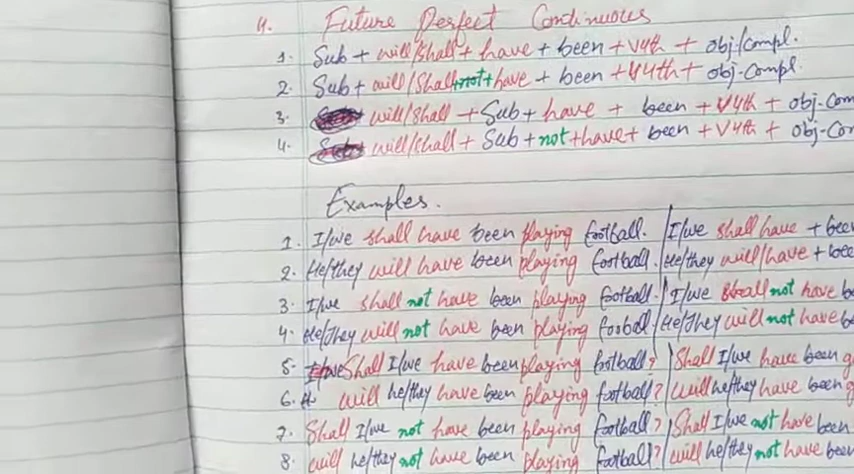 4. Future Perfect Continuous
1. Sub + will/shall + have + been + V4th + obj/compl.
2. Sub + will/Shall+not+have + been + V4th+ obj-Compl.
3. will/shall + Sub + have + been + V4th + obj-Com
4. will/shall + Sub + not + have + been + V4th + obj-Co
Examples.
1. I/we shall have been playing football. I/we shall have + bee
2. He/they will have been playing football. He/they will/have + bee
3. I/we shall not have been playing football. I/we shall not have b
4. He/They will not have been playing fooball He/They will not have b
5. Shall I/we have been playing football? Shall I/we have been g
6. will he/they have been playing football? will he/they have been g
7. Shall I/we not have been playing football? Shall I/we not have been
8. will he/they not have been playing football? will he/they not have been